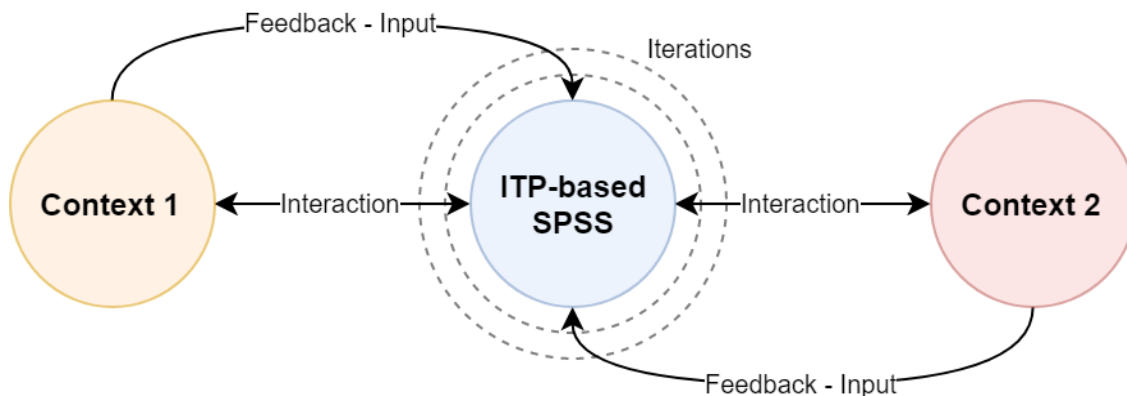 Feedback - Input
Iterations
Context 1
Interaction
ITP-based
SPSS
Interaction
Context 2
Feedback - Input